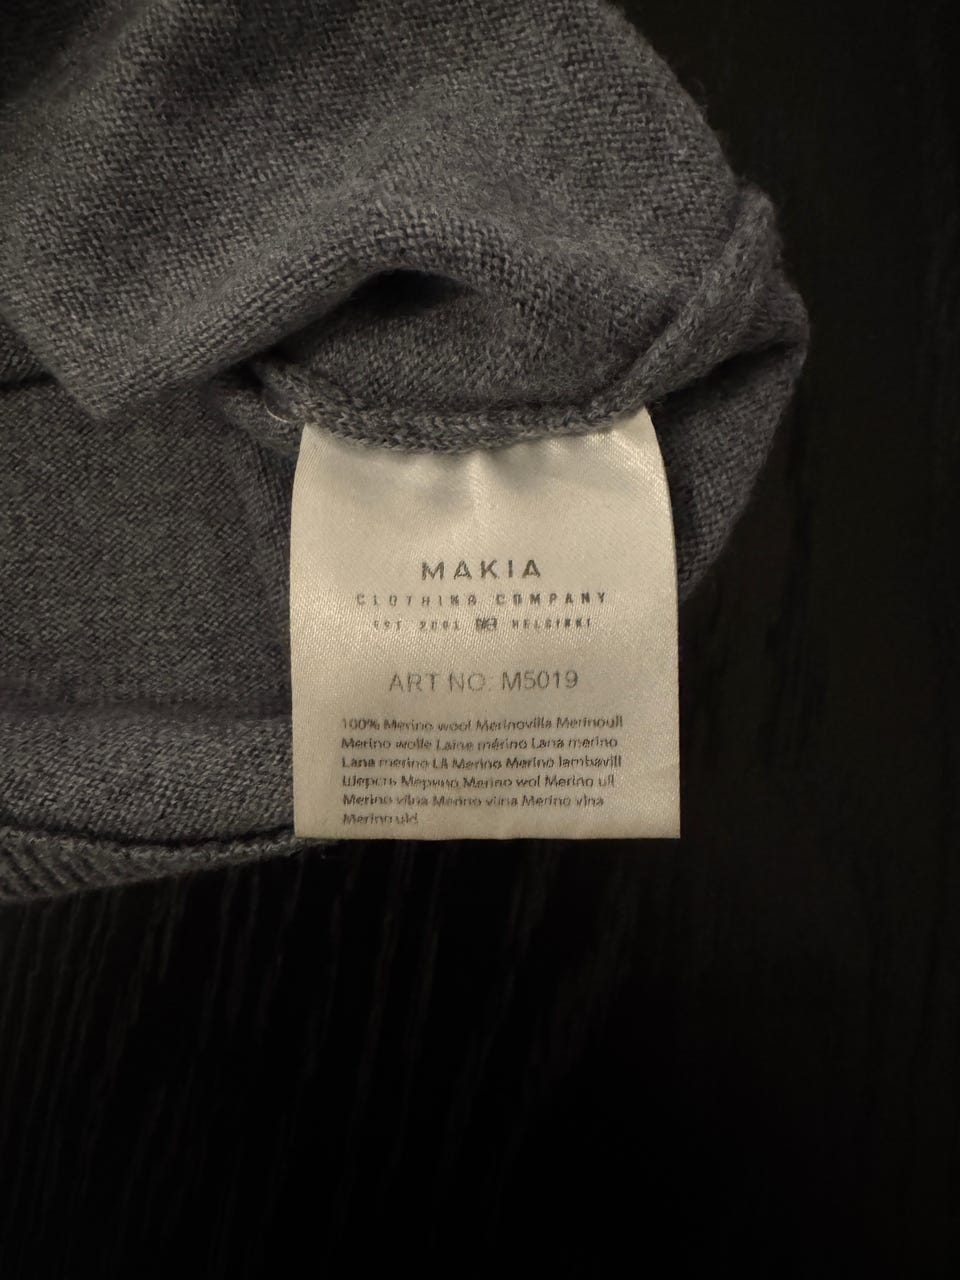 MAKIA
CLOTHING COMPANY
EST 2001 HELSINKI
ART NO: M5019
100% Merino wool Merinovilla Merinoull
Merino wolle Laine mérino Lana merino
Lana merino Lã Merino Merino lambavill
Шерсть Мерино Merino wol Merino ull
Merino vilna Merino vilna Merino vlna
Merino uld